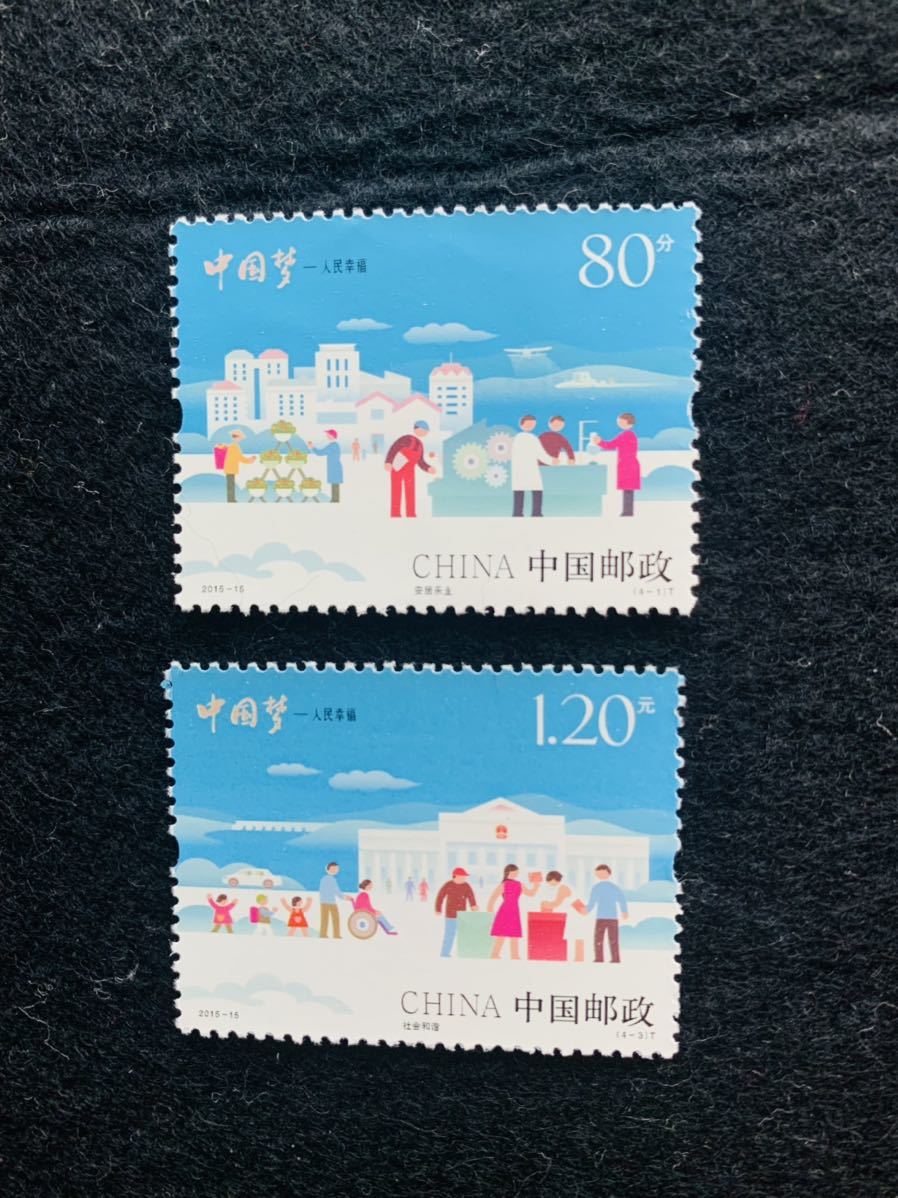 中国梦—人民幸福
80分
CHINA 中国邮政
2015-15
安居乐业
(4-1)T
中国梦—人民幸福
1.20元
CHINA 中国邮政
2015-15
社会和谐
(4-3)T